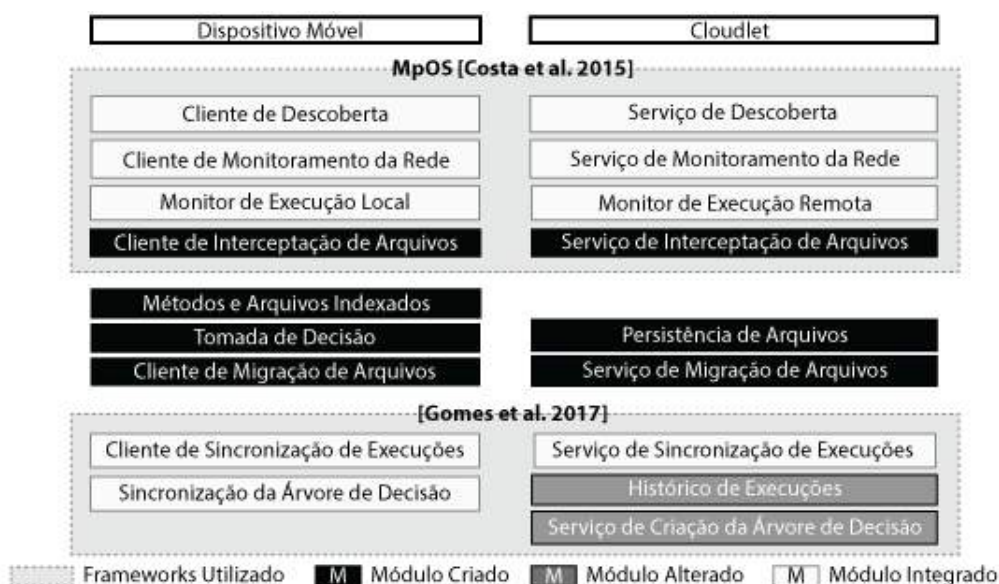 Dispositivo Móvel
Cloudlet
MpOS [Costa et al. 2015]
Cliente de Descoberta
Serviço de Descoberta
Cliente de Monitoramento da Rede
Serviço de Monitoramento da Rede
Monitor de Execução Local
Monitor de Execução Remota
Cliente de Interceptação de Arquivos
Serviço de Interceptação de Arquivos
Métodos e Arquivos Indexados
Tomada de Decisão
Persistência de Arquivos
Cliente de Migração de Arquivos
Serviço de Migração de Arquivos
[Gomes et al. 2017]
Cliente de Sincronização de Execuções
Serviço de Sincronização de Execuções
Sincronização da Árvore de Decisão
Histórico de Execuções
Serviço de Criação da Árvore de Decisão
Frameworks Utilizado M Módulo Criado M Módulo Alterado M Módulo Integrado